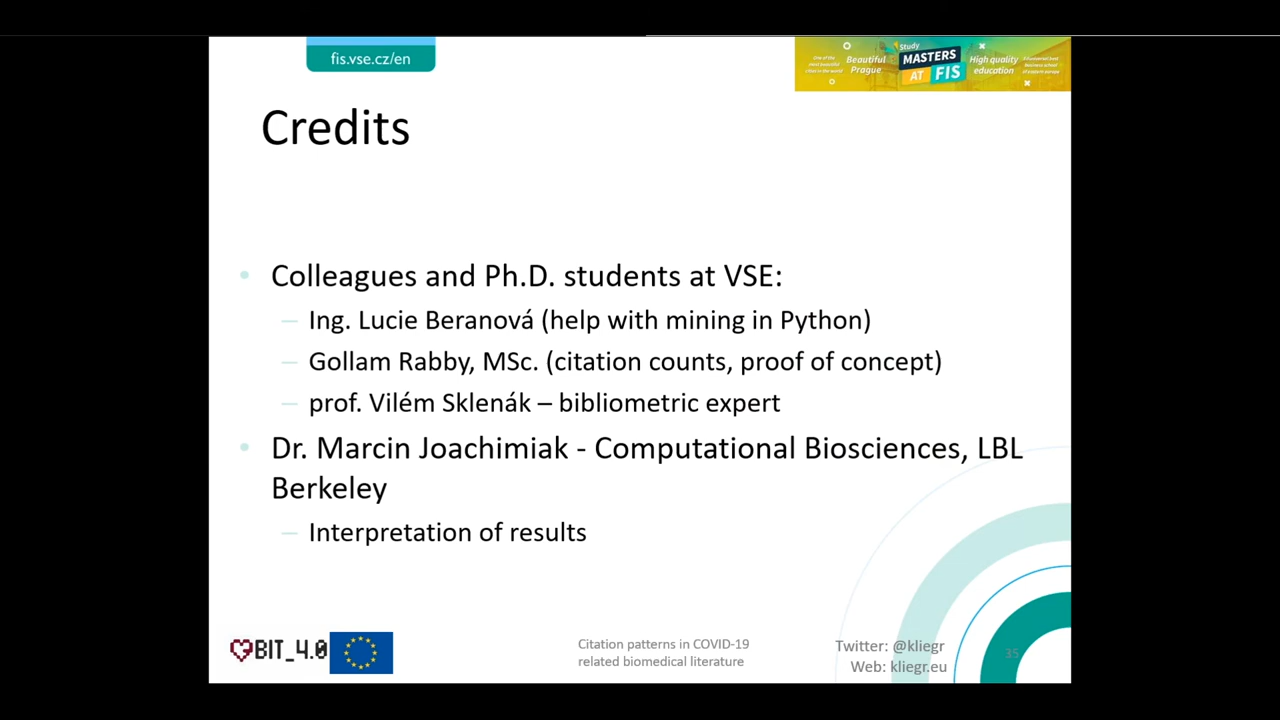 fis.vse.cz/en
Study
MASTERS
AT FIS
Beautiful
Prague
High quality
education
One of the
most beautiful
cities in the world
Credits
Colleagues and Ph.D. students at VSE:
– Ing. Lucie Beranová (help with mining in Python)
– Gollam Rabby, MSc. (citation counts, proof of concept)
– prof. Vilém Sklenák – bibliometric expert
Dr. Marcin Joachimiak - Computational Biosciences, LBL
Berkeley
– Interpretation of results
BIT_4.0
Citation patterns in COVID-19
related biomedical literature
Twitter: @kliegr
Web: kliegr.eu
35